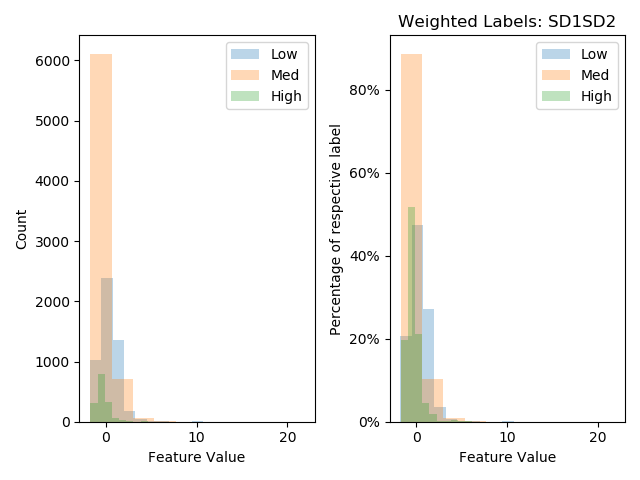 Weighted Labels: SD1SD2
6000
5000
4000
3000
2000
1000
0
Count
0 10 20
Feature Value
Low
Med
High
80%
60%
40%
20%
0%
Percentage of respective label
0 10 20
Feature Value
Low
Med
High